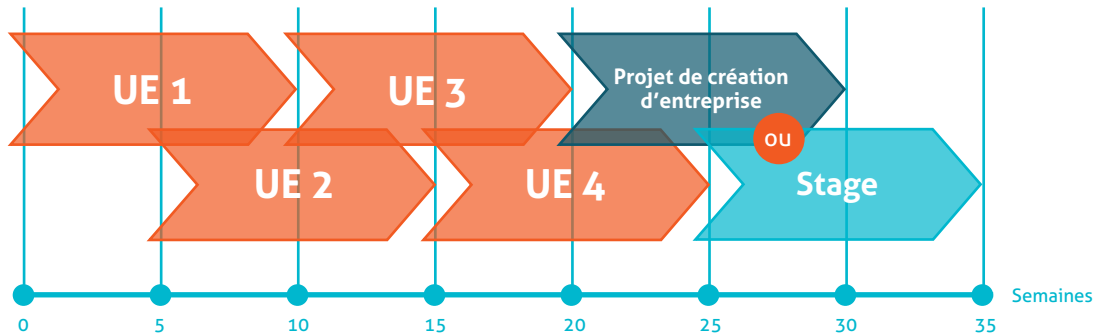 UE 1
UE 3
Projet de création
d'entreprise
ou
UE 2
UE 4
Stage
Semaines
0
5
10
15
20
25
30
35